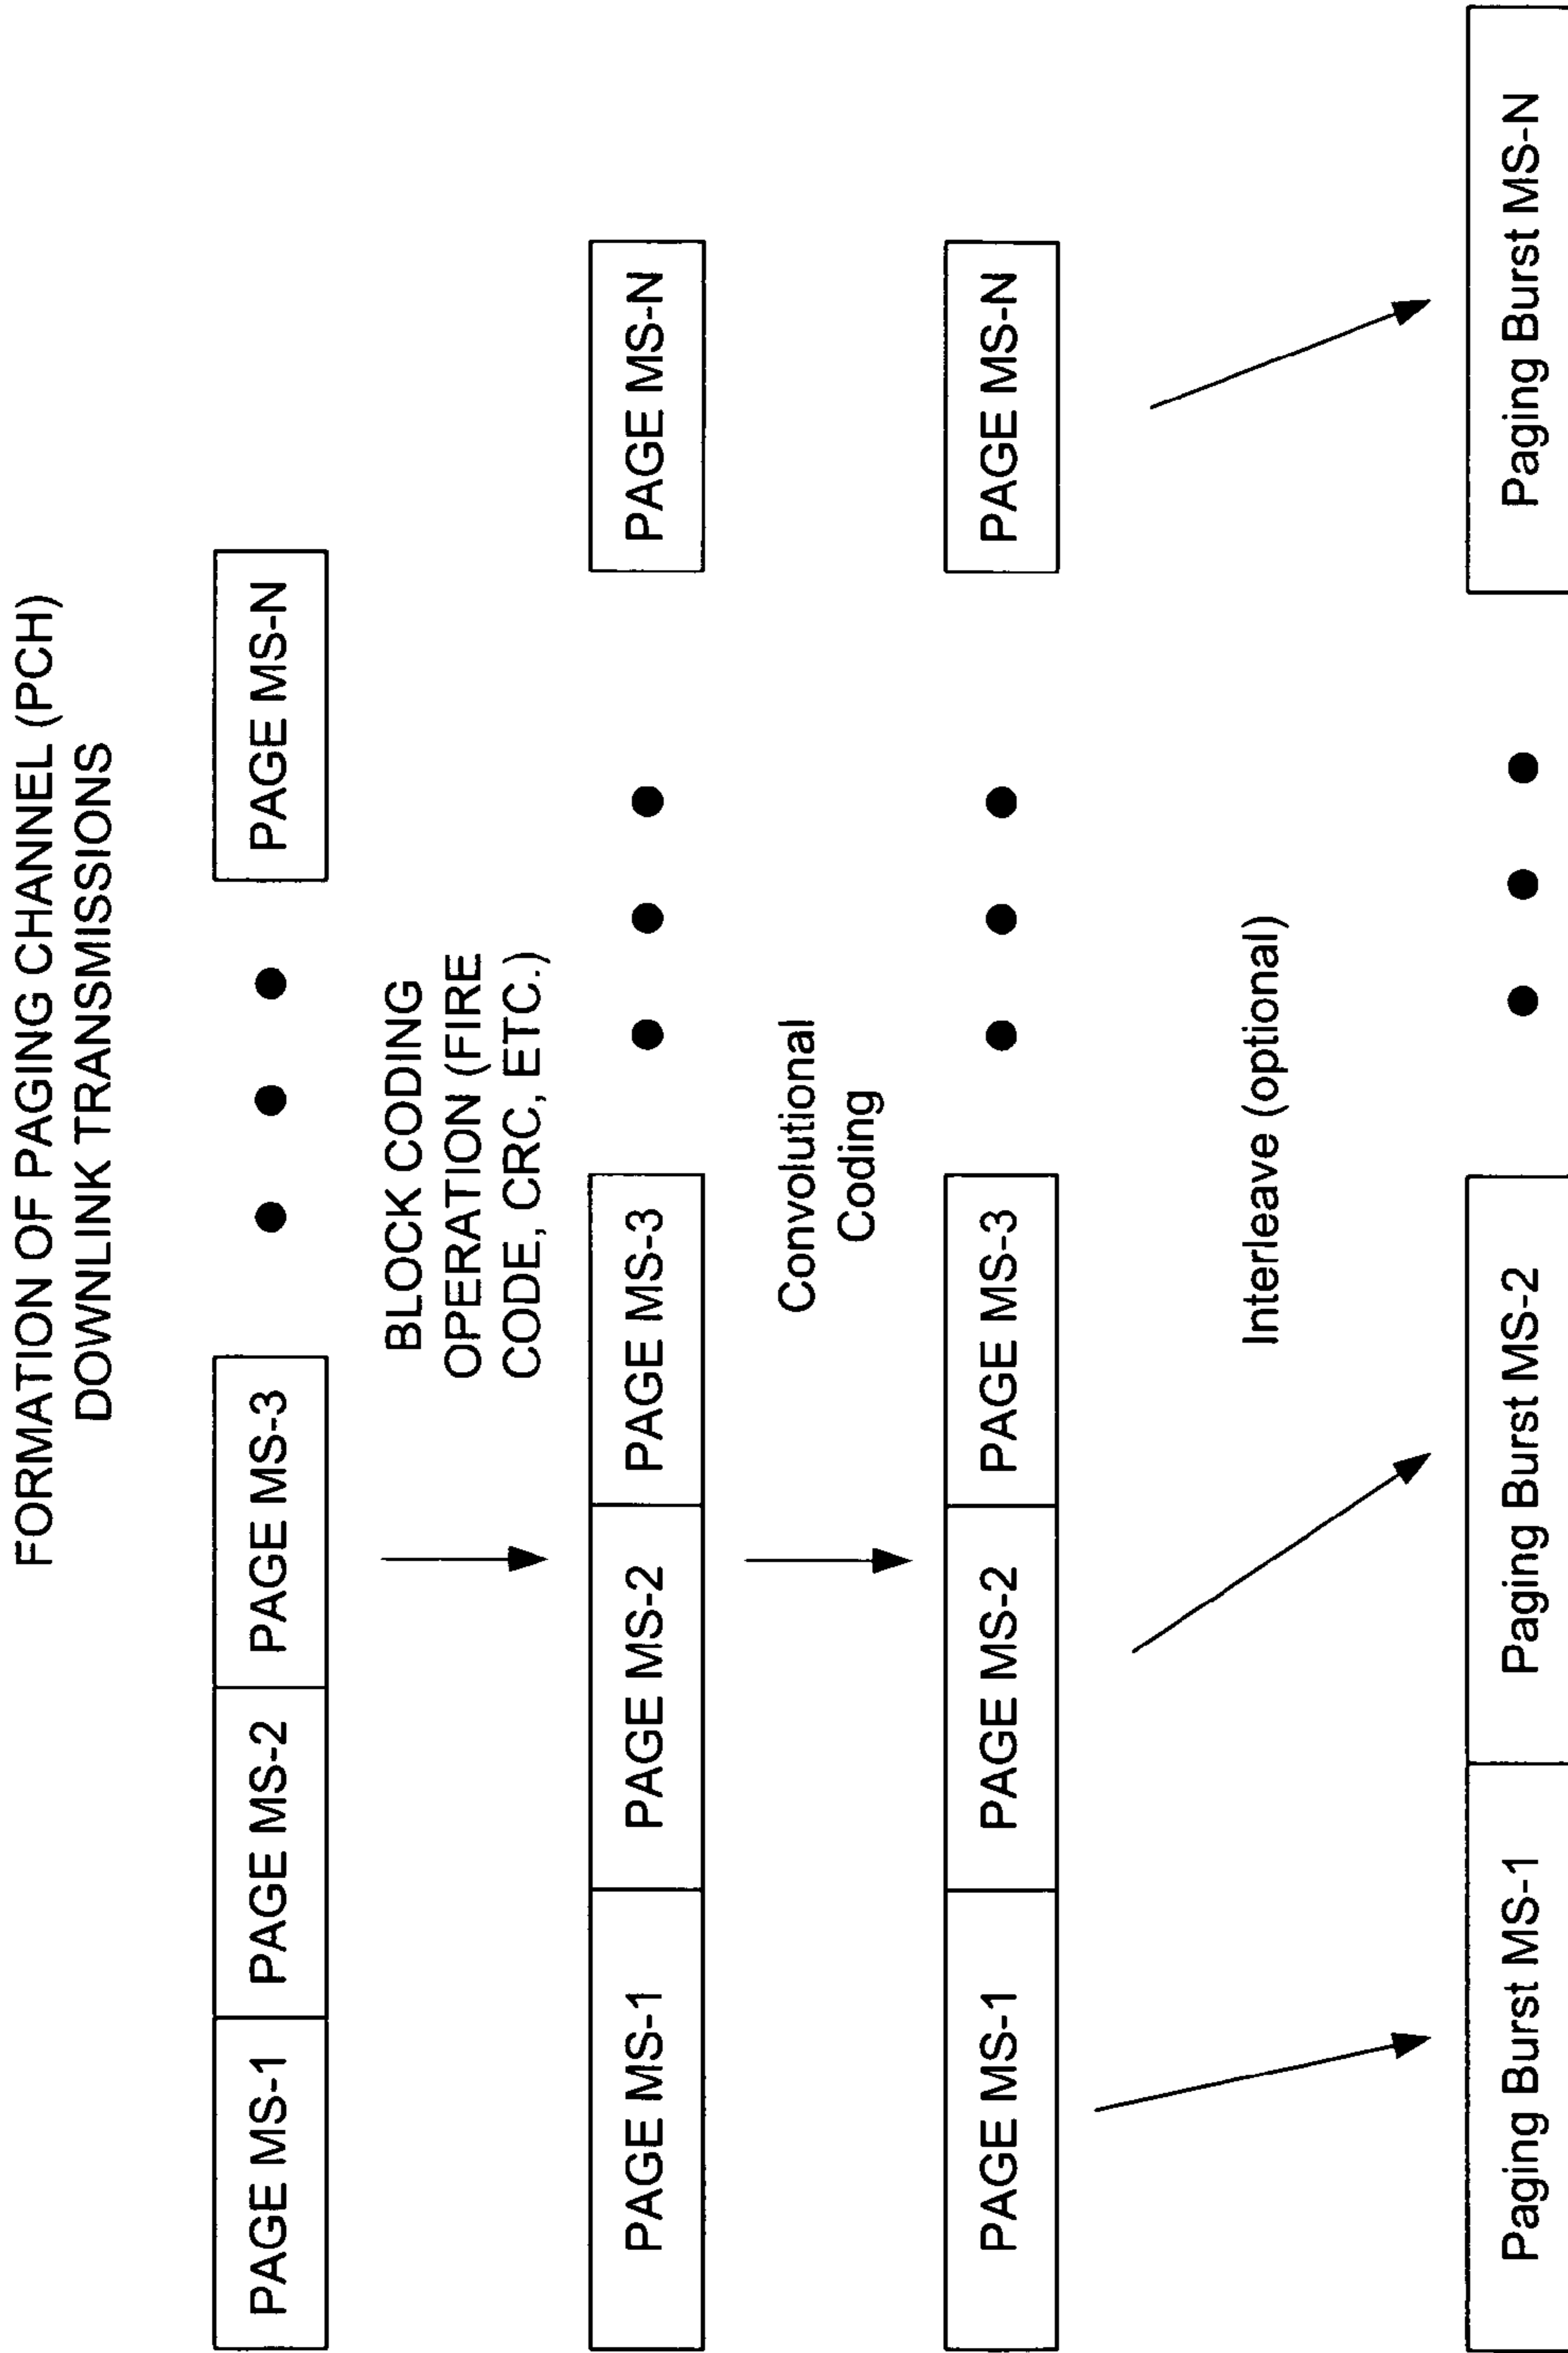 FORMATION OF PAGING CHANNEL (PCH)
DOWNLINK TRANSMISSIONS
PAGE MS-1
PAGE MS-2
PAGE MS-3
PAGE MS-N
BLOCK CODING
OPERATION (FIRE
CODE, CRC, ETC.)
PAGE MS-1
PAGE MS-2
PAGE MS-3
PAGE MS-N
Convolutional
Coding
PAGE MS-1
PAGE MS-2
PAGE MS-3
PAGE MS-N
Interleave (optional)
Paging Burst MS-1
Paging Burst MS-2
Paging Burst MS-N